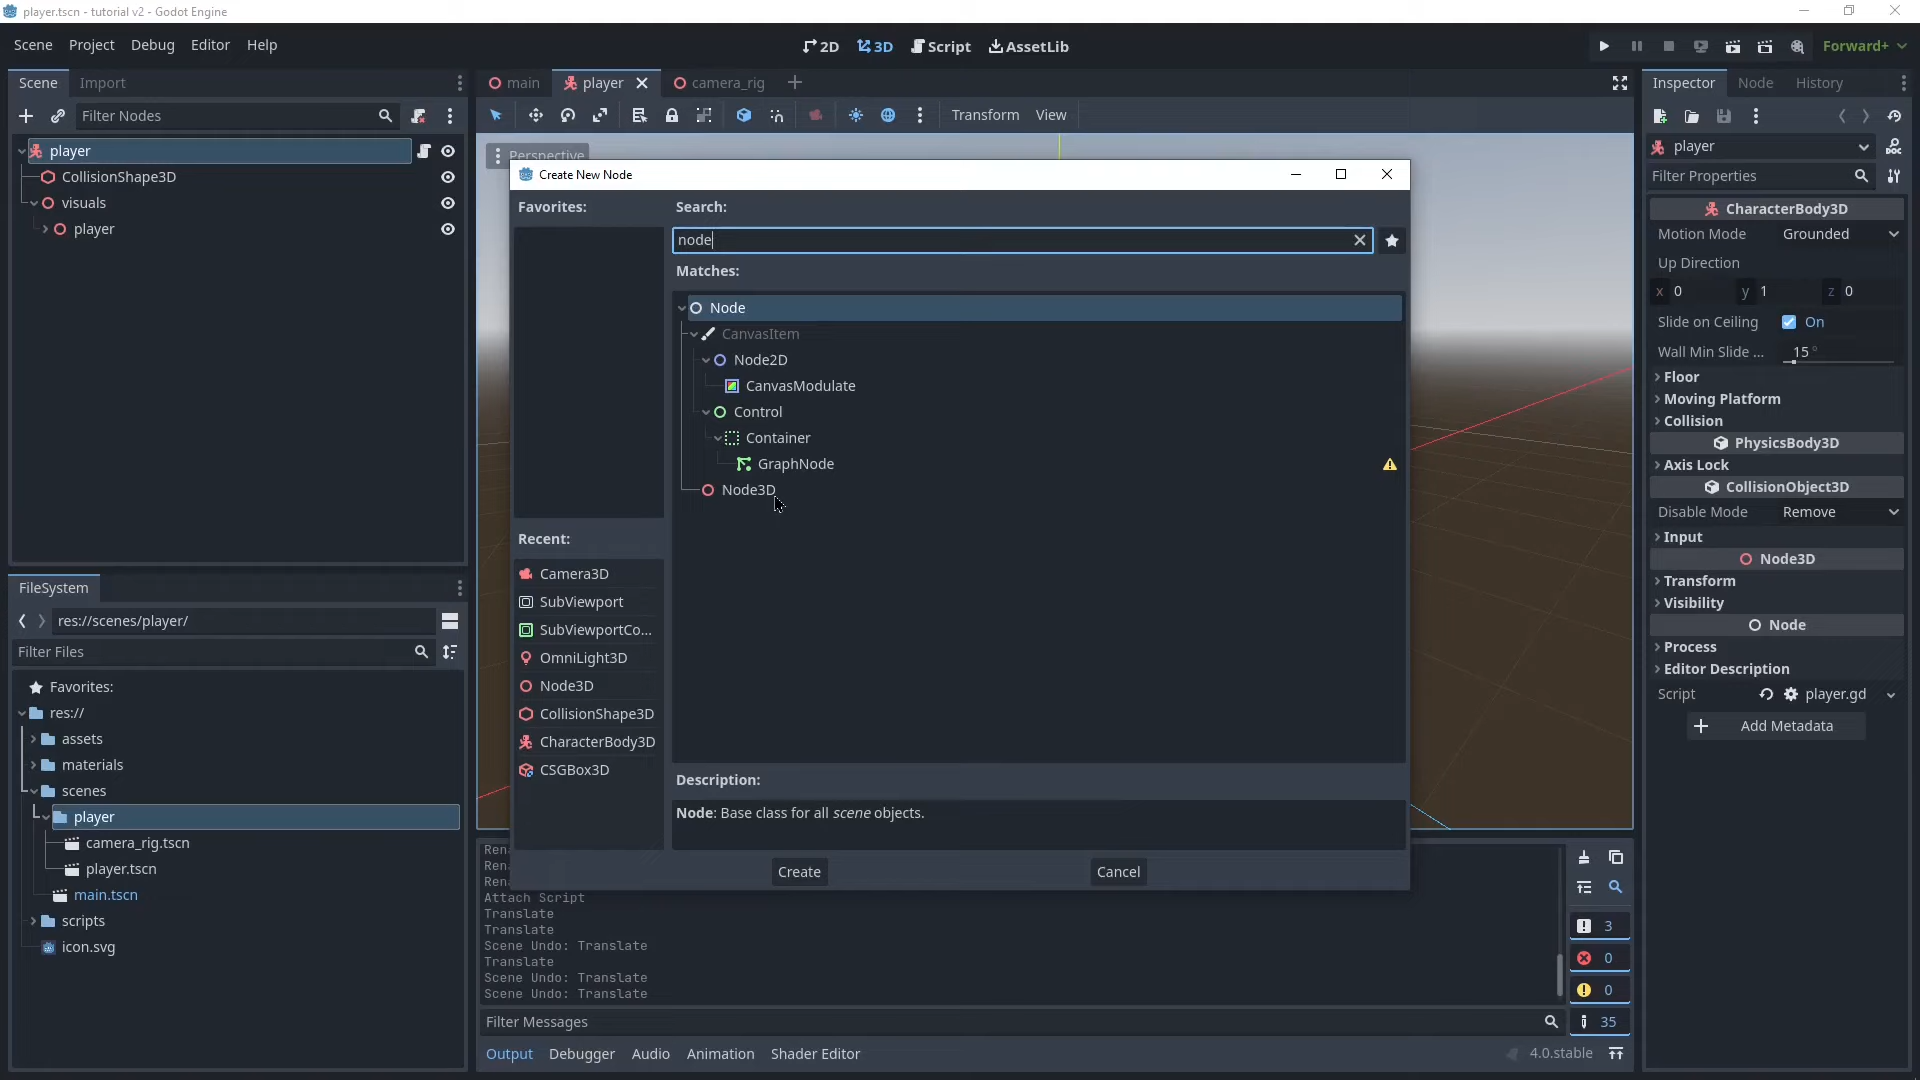 player.tscn - tutorial v2 - Godot Engine
Scene Project Debug Editor Help
2D 3D Script AssetLib
Forward+
Scene Import
Filter Nodes
player
CollisionShape3D
visuals
player
FileSystem
res://scenes/player/
Filter Files
Favorites:
res://
assets
materials
scenes
player
camera_rig.tscn
player.tscn
main.tscn
scripts
icon.svg
main player camera_rig
Transform View
Perspective
Create New Node
Favorites:
Recent:
Camera3D
SubViewport
SubViewportCo...
OmniLight3D
Node3D
CollisionShape3D
CharacterBody3D
CSGBox3D
Search:
node
Matches:
Node
CanvasItem
Node2D
CanvasModulate
Control
Container
GraphNode
Node3D
Description:
Node: Base class for all scene objects.
Create Cancel
Attach Script
Translate
Translate
Scene Undo: Translate
Translate
Scene Undo: Translate
Scene Undo: Translate
3
0
0
35
Filter Messages
Output Debugger Audio Animation Shader Editor
4.0.stable
Inspector Node History
player
Filter Properties
CharacterBody3D
Motion Mode Grounded
Up Direction
x 0 y 1 z 0
Slide on Ceiling On
Wall Min Slide ... 15 °
Floor
Moving Platform
Collision
PhysicsBody3D
Axis Lock
CollisionObject3D
Disable Mode Remove
Input
Node3D
Transform
Visibility
Node
Process
Editor Description
Script player.gd
Add Metadata